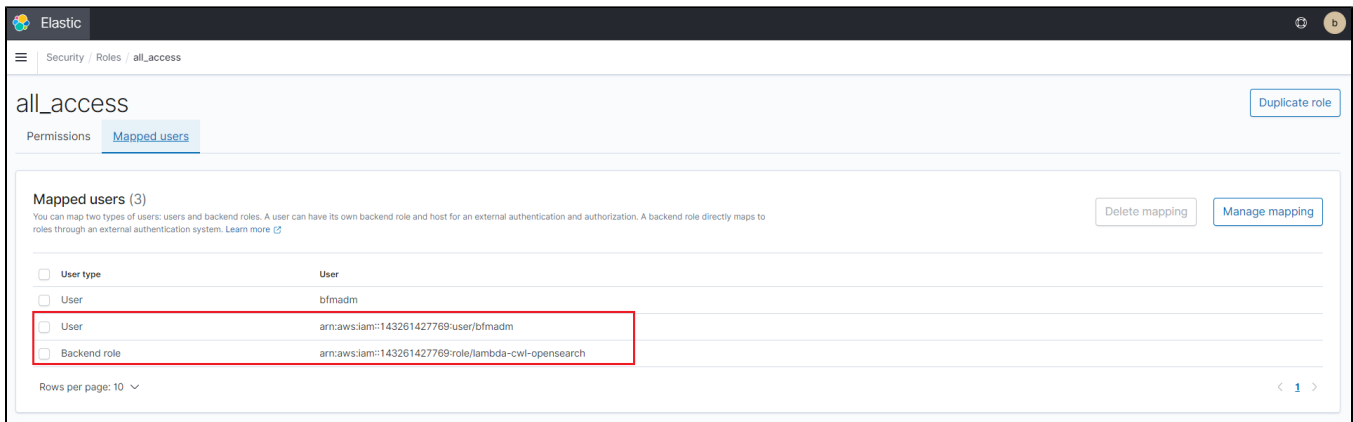 Elastic
b
Security / Roles / all_access
all_access
Duplicate role
Permissions
Mapped users
Mapped users (3)
You can map two types of users: users and backend roles. A user can have its own backend role and host for an external authentication and authorization. A backend role directly maps to
roles through an external authentication system. Learn more
Delete mapping
Manage mapping
User type User
User bfmadm
User arn:aws:iam::143261427769:user/bfmadm
Backend role arn:aws:iam::143261427769:role/lambda-cwl-opensearch
Rows per page: 10
< 1 >